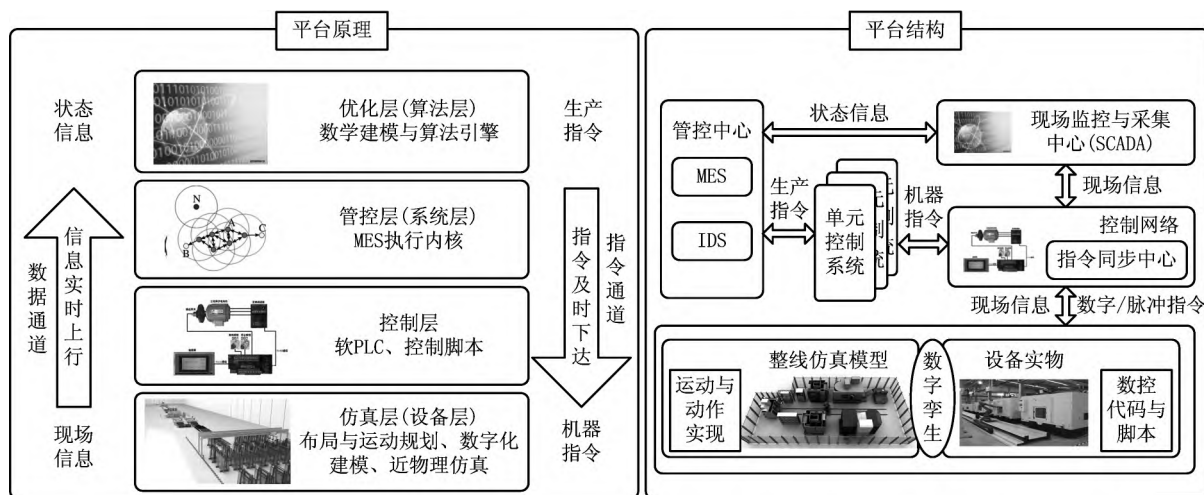 平台原理
状态
信息
优化层(算法层)
数学建模与算法引擎
生产
指令
N
A
C
B
管控层(系统层)
MES执行内核
数据通道
信息实时上行
指令及时下达
指令通道
控制层
软PLC、控制脚本
现场
信息
仿真层(设备层)
布局与运动规划、数字化
建模、近物理仿真
机器
指令
平台结构
管控中心
MES
IDS
状态信息
现场监控与采集
中心(SCADA)
生产
指令
单元
控制
系统
元
制
统
机器
指令
现场信息
控制网络
指令同步中心
现场信息
数字/脉冲指令
整线仿真模型
运动与
动作
实现
数字孪生
设备实物
数控
代码与
脚本